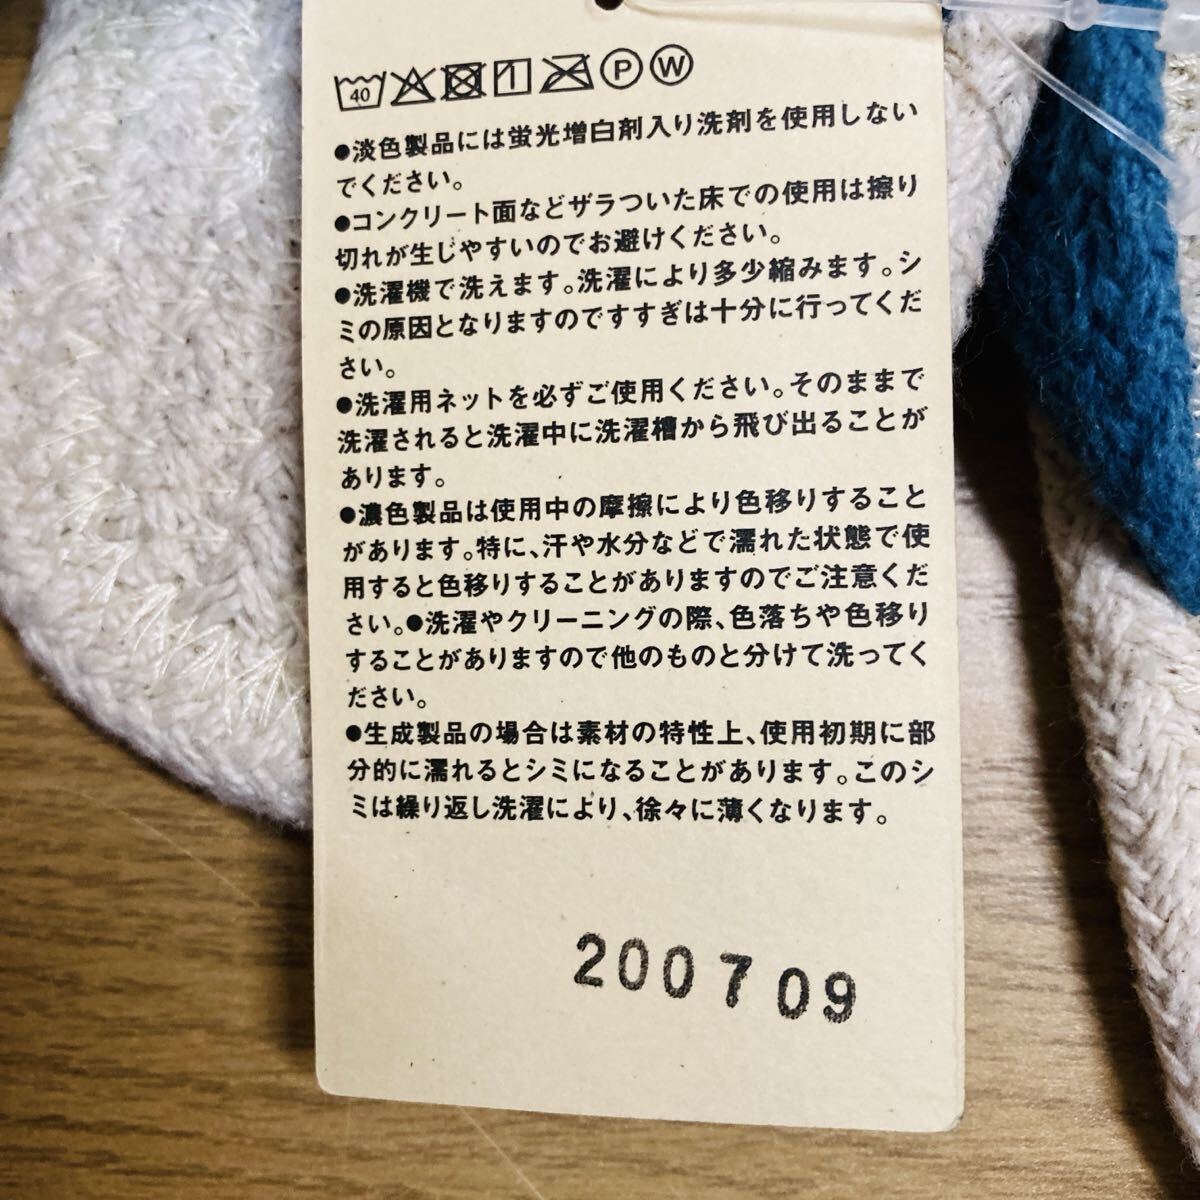 40 P W
●淡色製品には蛍光増白剤入り洗剤を使用しない
でください。
●コンクリート面などザラついた床での使用は擦り
切れが生じやすいのでお避けください。
●洗濯機で洗えます。洗濯により多少縮みます。シ
ミの原因となりますのですすぎは十分に行ってくだ
さい。
●洗濯用ネットを必ずご使用ください。そのままで
洗濯されると洗濯中に洗濯槽から飛び出ることが
あります。
●濃色製品は使用中の摩擦により色移りすること
があります。特に、汗や水分などで濡れた状態で使
用すると色移りすることがありますのでご注意くだ
さい。●洗濯やクリーニングの際、色落ちや色移り
することがありますので他のものと分けて洗ってく
ださい。
●生成製品の場合は素材の特性上、使用初期に部
分的に濡れるとシミになることがあります。このシ
ミは繰り返し洗濯により、徐々に薄くなります。
200709